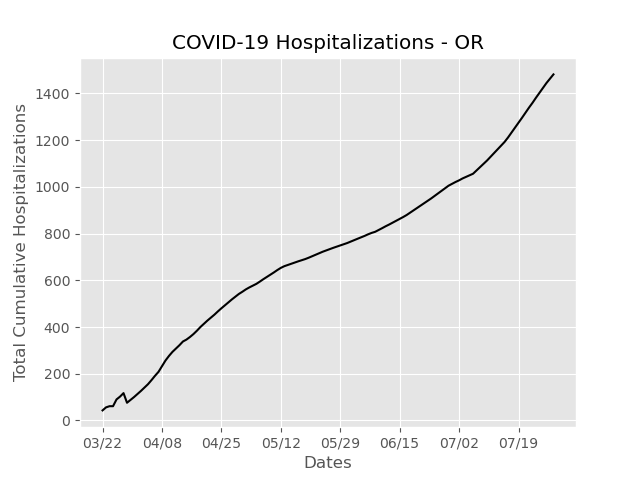 COVID-19 Hospitalizations - OR
Total Cumulative Hospitalizations
1400
1200
1000
800
600
400
200
0
03/22 04/08 04/25 05/12 05/29 06/15 07/02 07/19
Dates